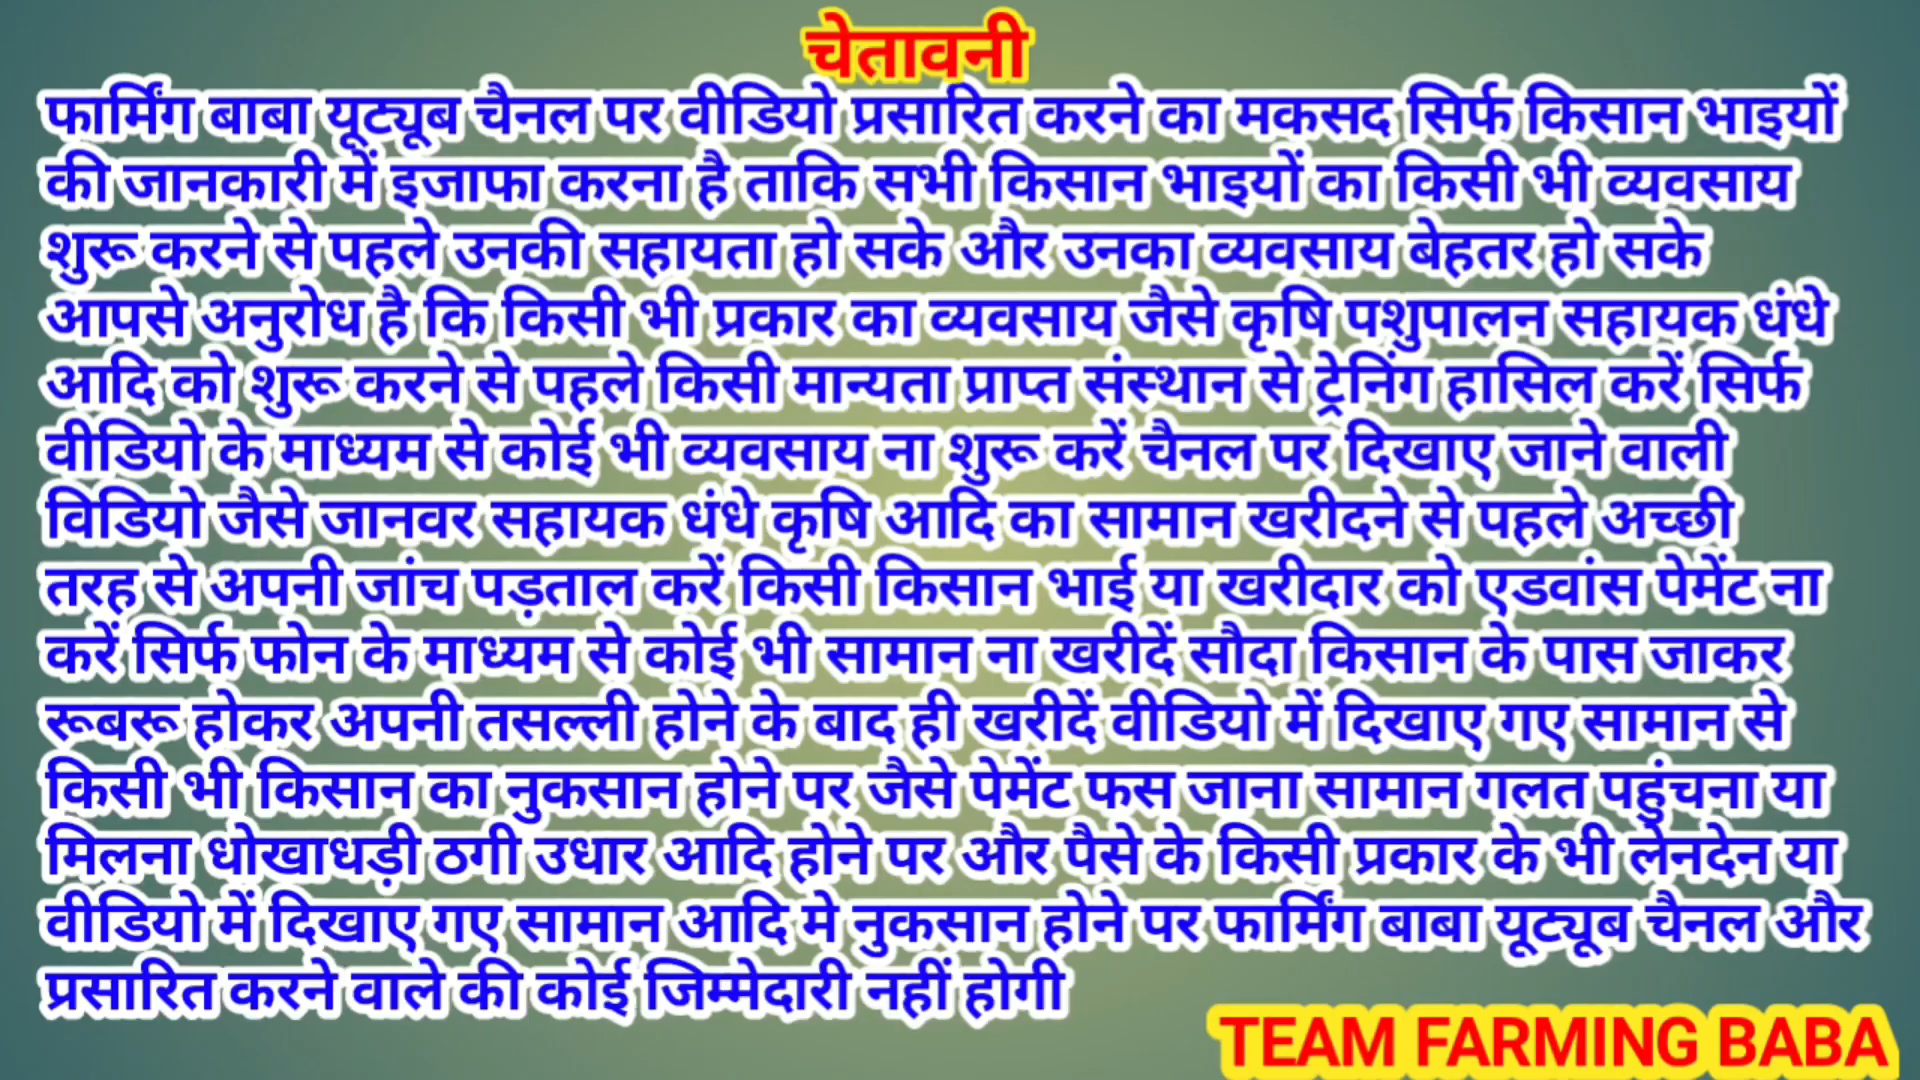 चेतावनी
फार्मिंग बाबा यूट्यूब चैनल पर वीडियो प्रसारित करने का मकसद सिर्फ किसान भाइयों
की जानकारी में इजाफा करना है ताकि सभी किसान भाइयों का किसी भी व्यवसाय
शुरू करने से पहले उनकी सहायता हो सके और उनका व्यवसाय बेहतर हो सके
आपसे अनुरोध है कि किसी भी प्रकार का व्यवसाय जैसे कृषि पशुपालन सहायक धंधे
आदि को शुरू करने से पहले किसी मान्यता प्राप्त संस्थान से ट्रेनिंग हासिल करें सिर्फ
वीडियो के माध्यम से कोई भी व्यवसाय ना शुरू करें चैनल पर दिखाए जाने वाली
विडियो जैसे जानवर सहायक धंधे कृषि आदि का सामान खरीदने से पहले अच्छी
तरह से अपनी जांच पड़ताल करें किसी किसान भाई या खरीदार को एडवांस पेमेंट ना
करें सिर्फ फोन के माध्यम से कोई भी सामान ना खरीदें सौदा किसान के पास जाकर
रूबरू होकर अपनी तसल्ली होने के बाद ही खरीदें वीडियो में दिखाए गए सामान से
किसी भी किसान का नुकसान होने पर जैसे पेमेंट फस जाना सामान गलत पहुंचना या
मिलना धोखाधड़ी ठगी उधार आदि होने पर और पैसे के किसी प्रकार के भी लेनदेन या
वीडियो में दिखाए गए सामान आदि मे नुकसान होने पर फार्मिंग बाबा यूट्यूब चैनल और
प्रसारित करने वाले की कोई जिम्मेदारी नहीं होगी
TEAM FARMING BABA